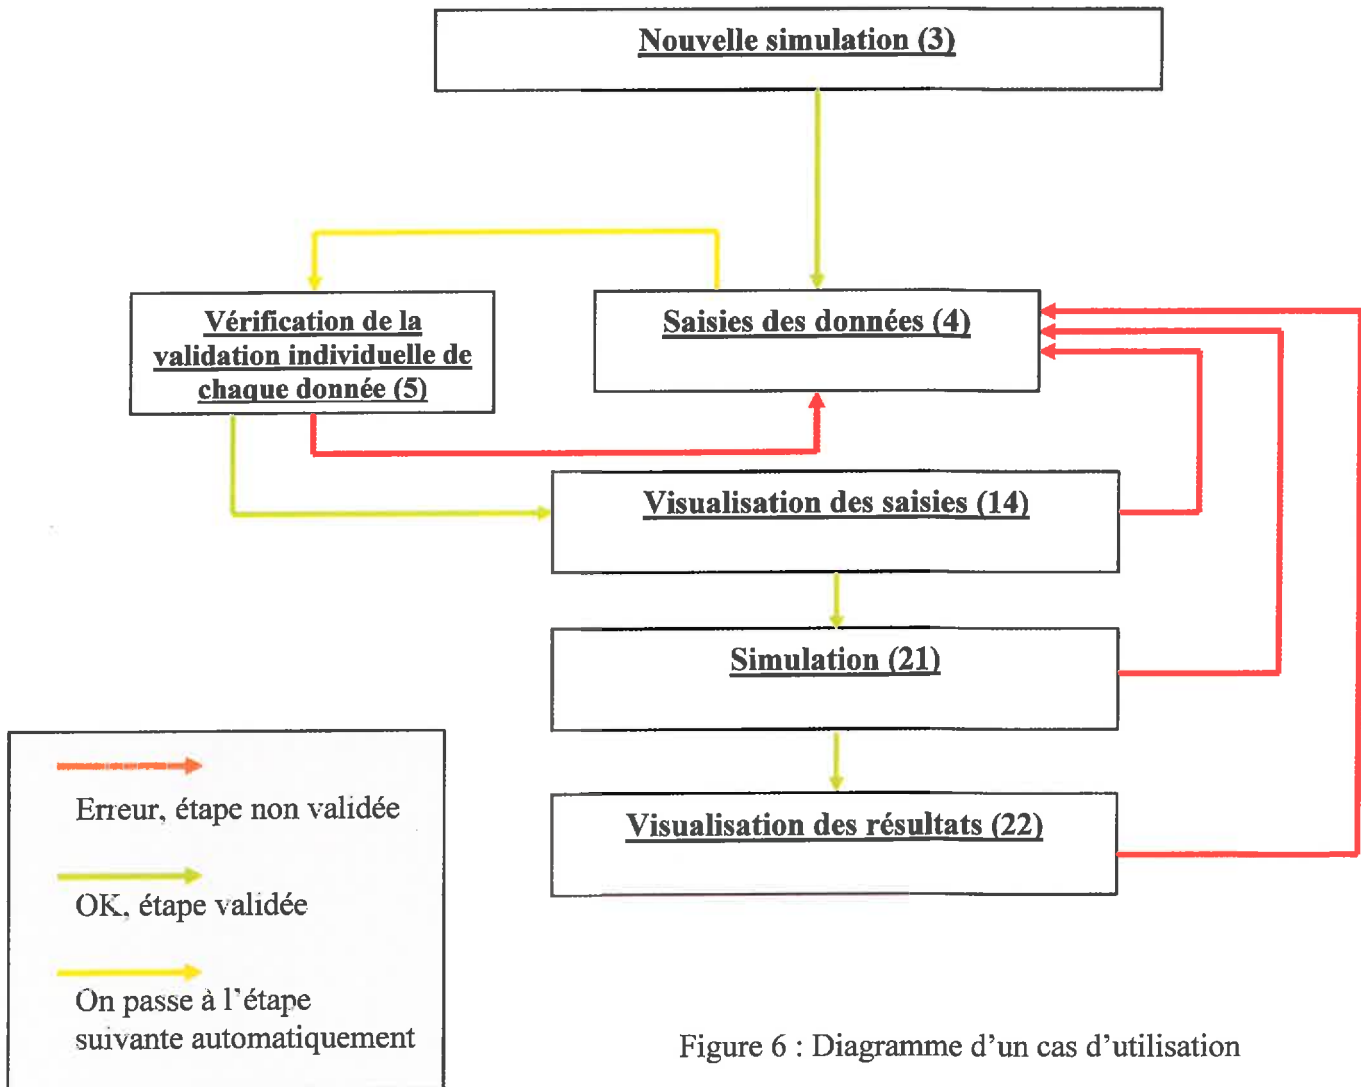 Nouvelle simulation (3)
Vérification de la
validation individuelle de
chaque donnée (5)
Saisies des données (4)
Visualisation des saisies (14)
Simulation (21)
Visualisation des résultats (22)
Erreur, étape non validée
OK, étape validée
On passe à l'étape
suivante automatiquement
Figure 6 : Diagramme d'un cas d'utilisation